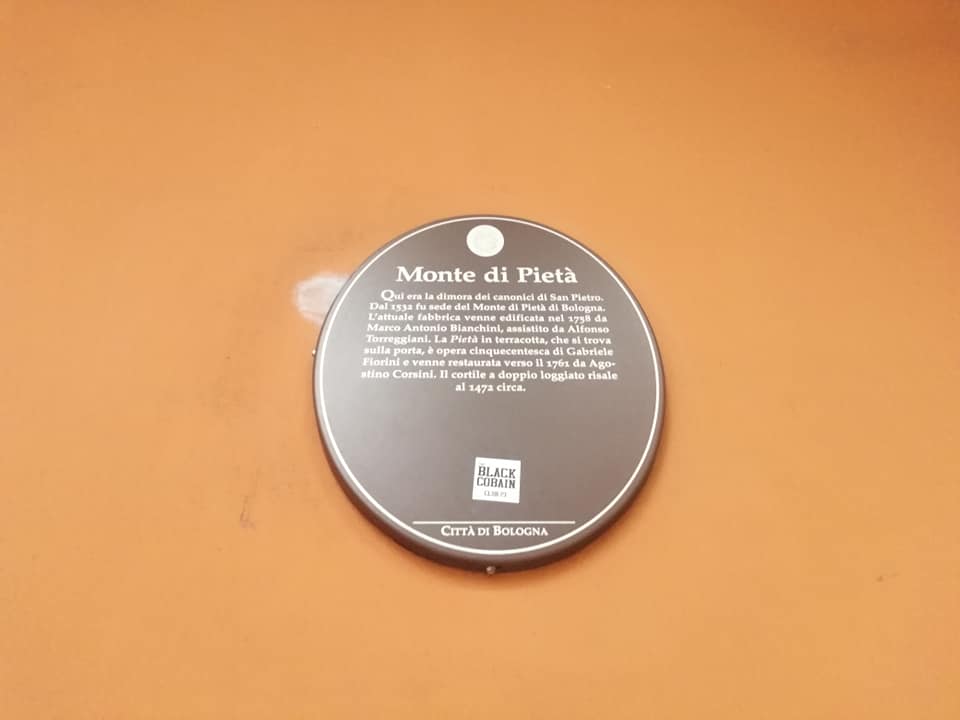 Monte di Pietà
Qui era la dimora dei canonici di San Pietro.
Dal 1532 fu sede del Monte di Pietà di Bologna.
L'attuale fabbrica venne edificata nel 1758 da
Marco Antonio Bianchini, assistito da Alfonso
Torreggiani. La Pietà in terracotta, che si trova
sulla porta, è opera cinquecentesca di Gabriele
Fiorini e venne restaurata verso il 1761 da Ago-
stino Corsini. Il cortile a doppio loggiato risale
al 1472 circa.
BLACK
COBAIN
Città di Bologna